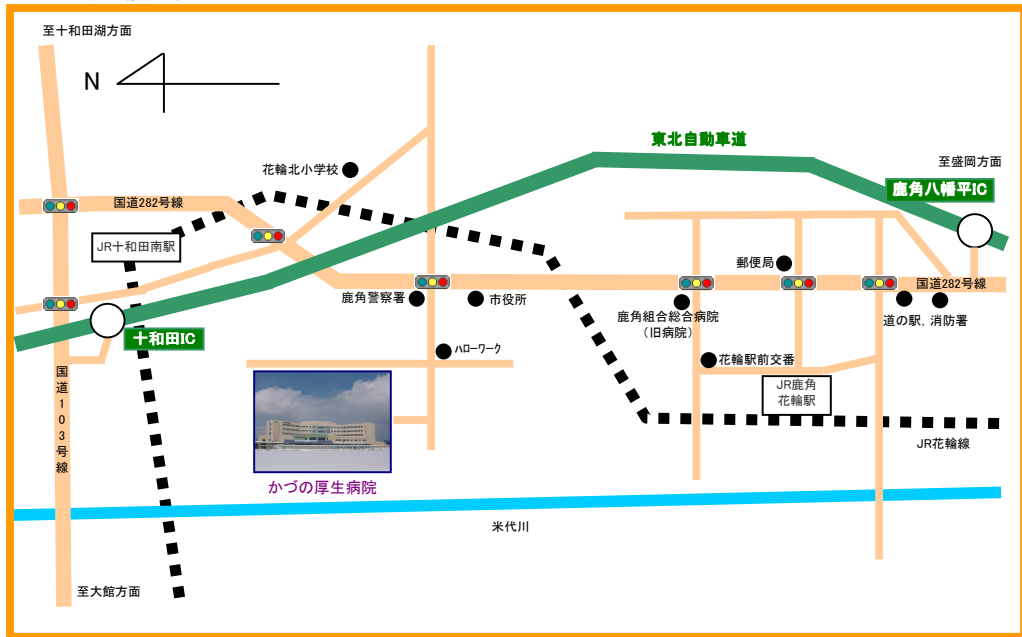 至十和田湖方面
N
東北自動車道
至盛岡方面
花輪北小学校
鹿角八幡平IC
国道282号線
JR十和田南駅
郵便局
国道282号線
鹿角警察署
市役所
鹿角組合総合病院
（旧病院）
道の駅, 消防署
十和田IC
ハローワーク
花輪駅前交番
国道103号線
JR鹿角
花輪駅
JR花輪線
かづの厚生病院
米代川
至大館方面